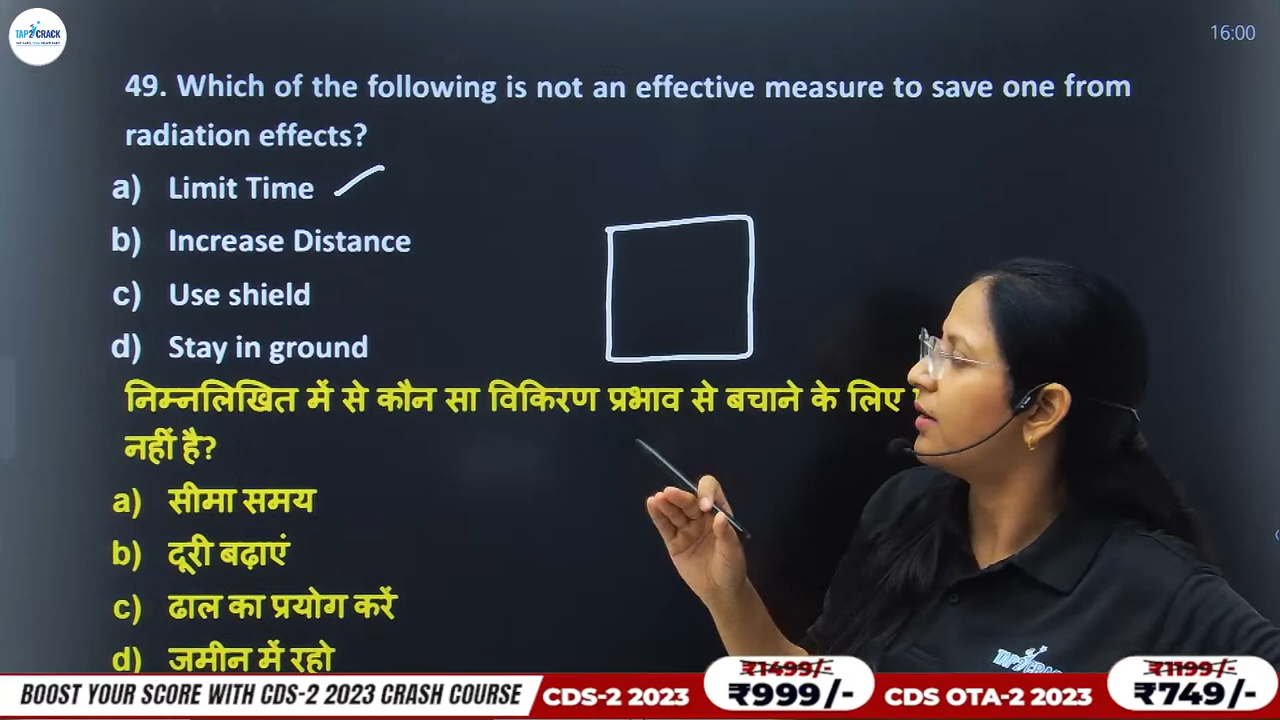 TAP2CRACK
16:00
49. Which of the following is not an effective measure to save one from
radiation effects?
a) Limit Time
b) Increase Distance
c) Use shield
d) Stay in ground
निम्नलिखित में से कौन सा विकिरण प्रभाव से बचाने के लिए
नहीं है?
a) सीमा समय
b) दूरी बढ़ाएं
c) ढाल का प्रयोग करें
d) जमीन में रहो
TAP2CRACK
BOOST YOUR SCORE WITH CDS-2 2023 CRASH COURSE
CDS-2 2023
₹1499/-
₹999/-
CDS OTA-2 2023
₹1199/-
₹749/-